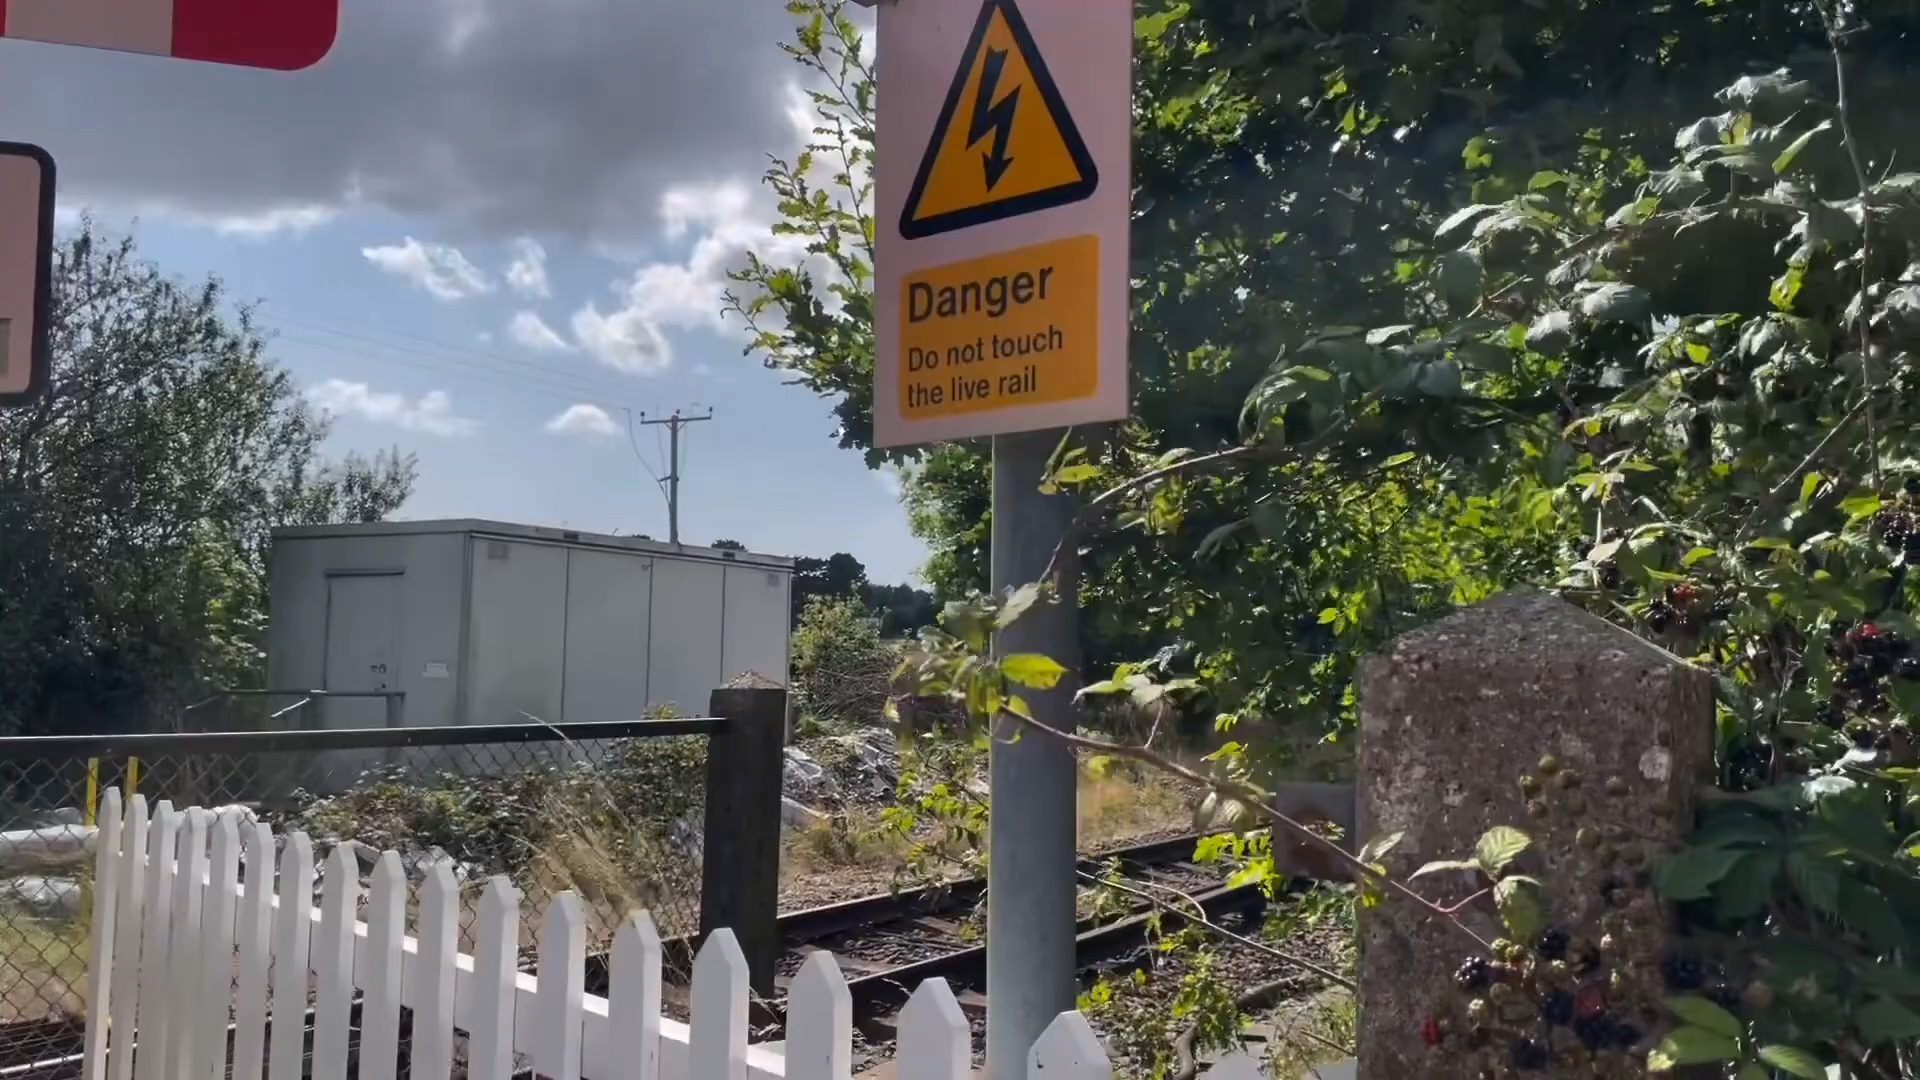 Danger
Do not touch
the live rail